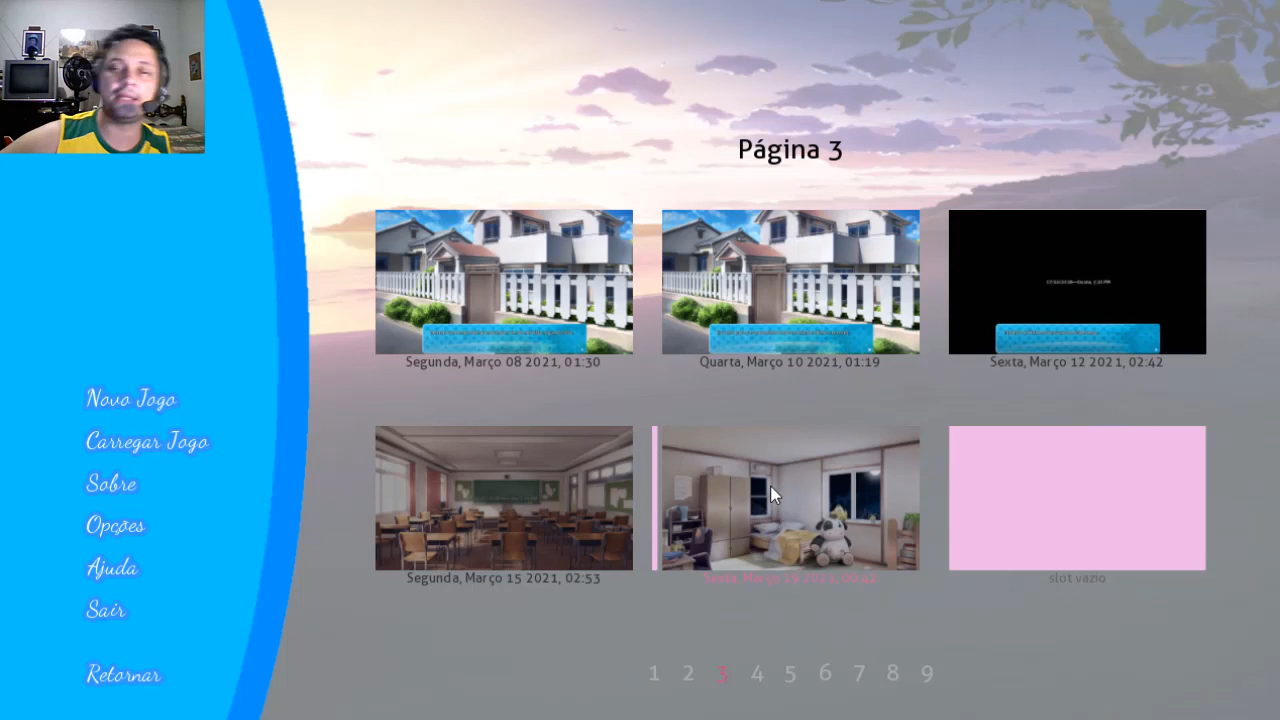 Página 3
Segunda, Março 08 2021, 01:30
Quarta, Março 10 2021, 01:19
Sexta, Março 12 2021, 02:42
Novo Jogo
Carregar Jogo
Sobre
Opções
Ajuda
Sair
Retornar
Segunda, Março 15 2021, 02:53
slot vazio
1 2 3 4 5 6 7 8 9